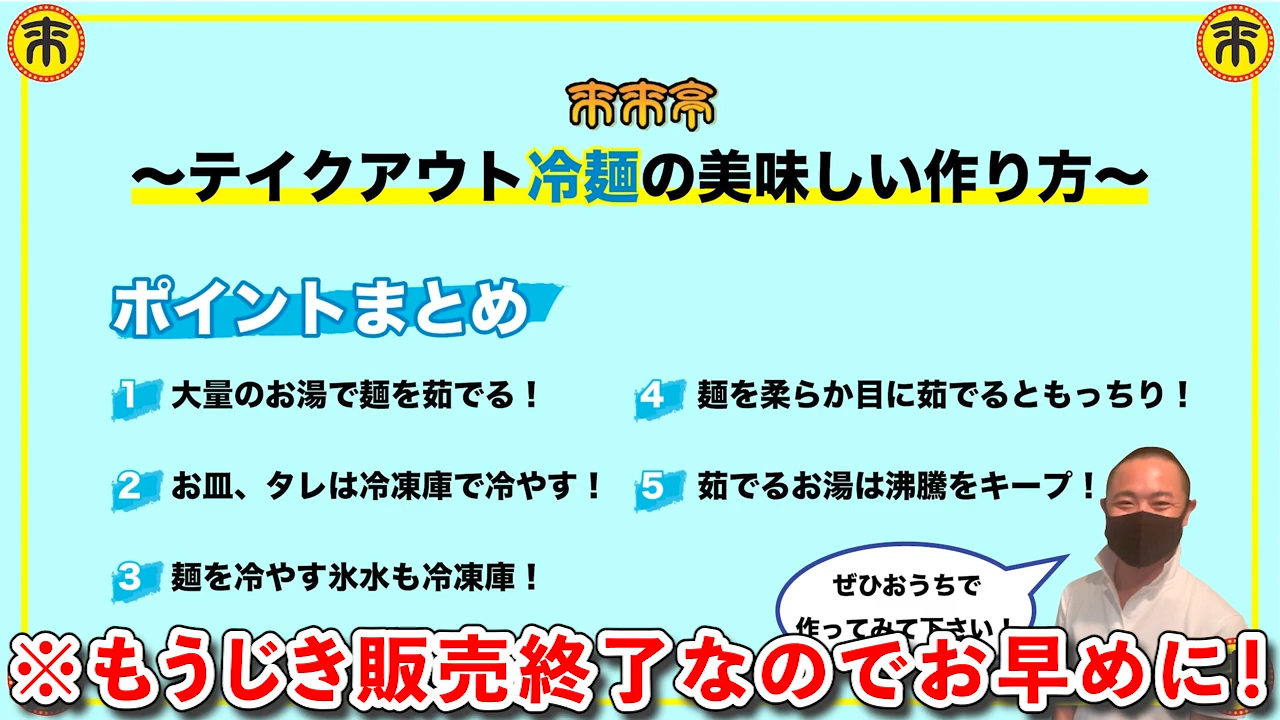 来
来
来来亭
～テイクアウト冷麺の美味しい作り方～
ポイントまとめ
1 大量のお湯で麺を茹でる！
2 お皿、タレは冷凍庫で冷やす！
3 麺を冷やす氷水も冷凍庫！
4 麺を柔らか目に茹でるともっちり！
5 茹でるお湯は沸騰をキープ！
ぜひおうちで
作ってみて下さい！
※もうじき販売終了なのでお早めに！